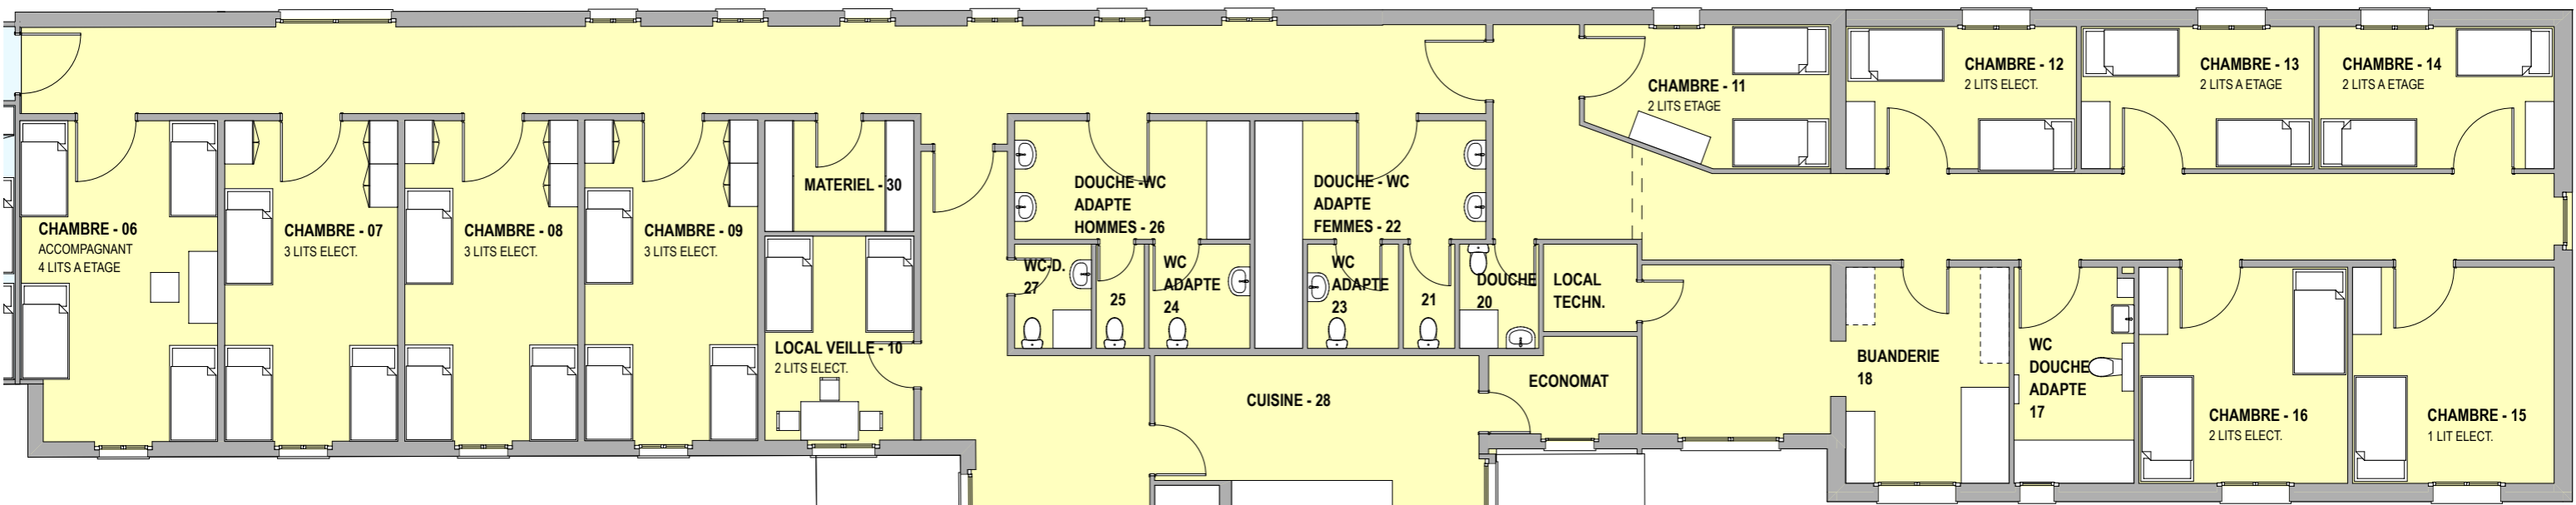 CHAMBRE - 06
ACCOMPAGNANT
4 LITS A ETAGE
CHAMBRE - 07
3 LITS ELECT.
CHAMBRE - 08
3 LITS ELECT.
CHAMBRE - 09
3 LITS ELECT.
MATERIEL - 30
LOCAL VEILLE - 10
2 LITS ELECT.
DOUCHE -WC
ADAPTE
HOMMES - 26
WC-D.
27
25
WC
ADAPTE
24
DOUCHE - WC
ADAPTE
FEMMES - 22
WC
ADAPTE
23
21
DOUCHE
20
LOCAL
TECHN.
ECONOMAT
CUISINE - 28
CHAMBRE - 11
2 LITS ETAGE
CHAMBRE - 12
2 LITS ELECT.
CHAMBRE - 13
2 LITS A ETAGE
CHAMBRE - 14
2 LITS A ETAGE
BUANDERIE
18
WC
DOUCHE
ADAPTE
17
CHAMBRE - 16
2 LITS ELECT.
CHAMBRE - 15
1 LIT ELECT.